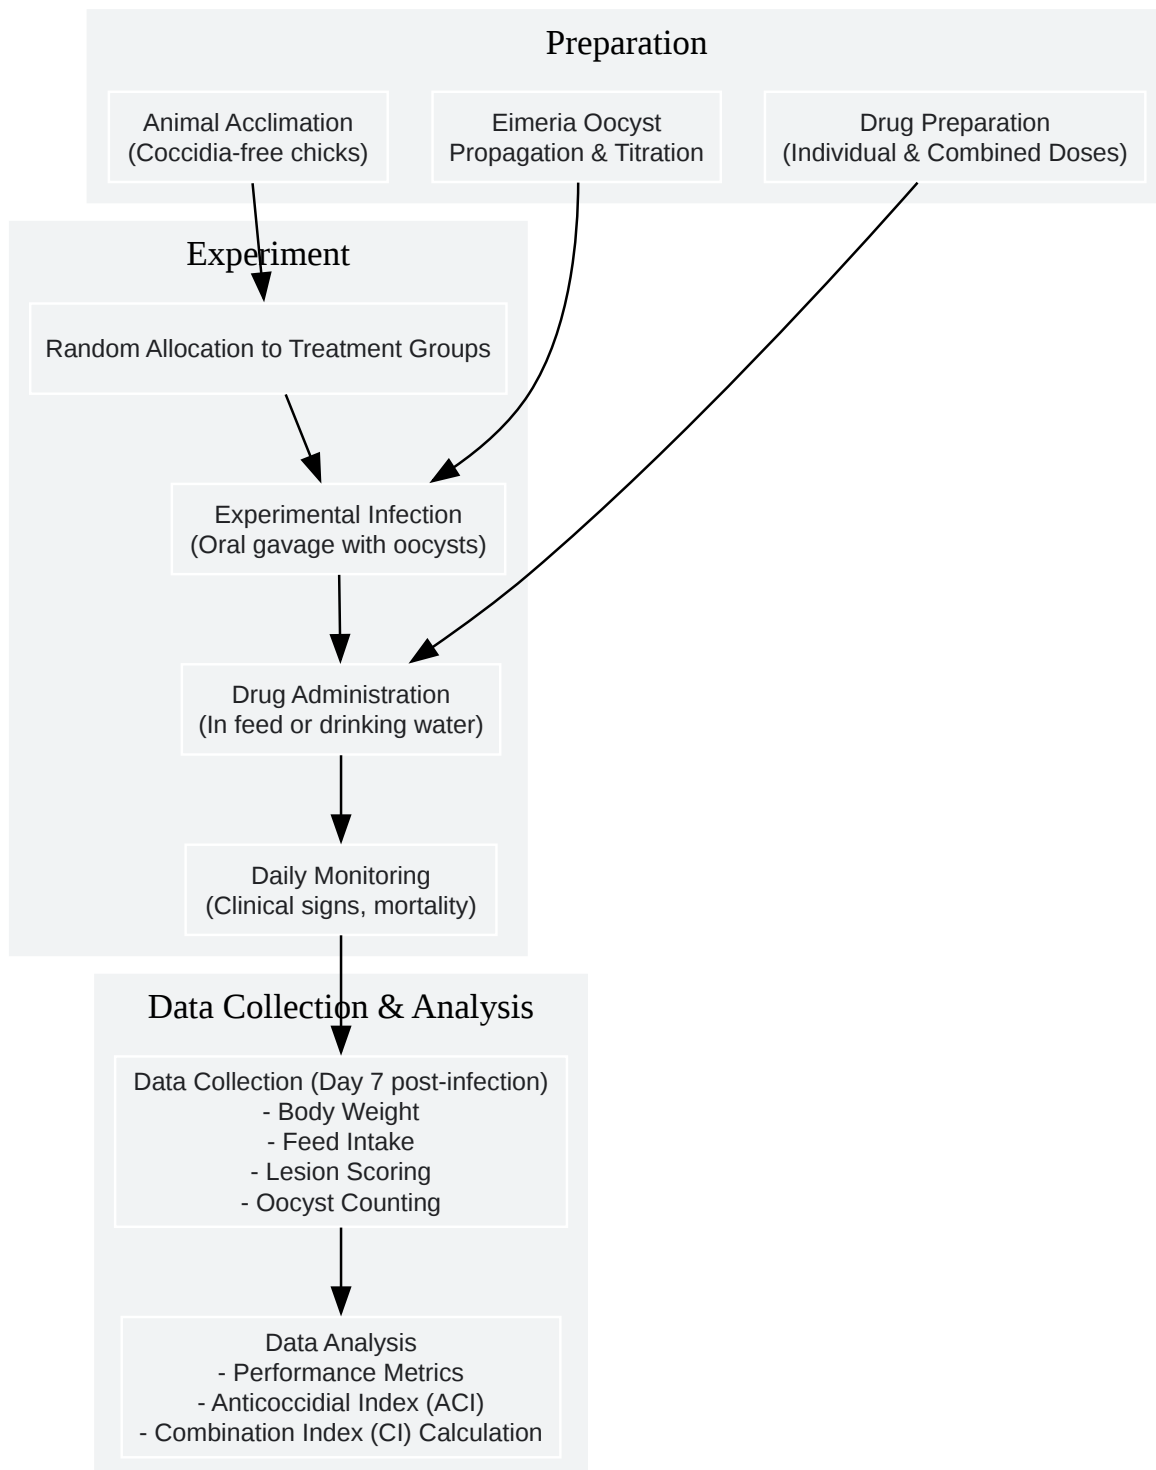 Preparation
Animal Acclimation
(Coccidia-free chicks)
Eimeria Oocyst
Propagation & Titration
Drug Preparation
(Individual & Combined Doses)
Experiment
Random Allocation to Treatment Groups
Experimental Infection
(Oral gavage with oocysts)
Drug Administration
(In feed or drinking water)
Daily Monitoring
(Clinical signs, mortality)
Data Collection & Analysis
Data Collection (Day 7 post-infection)
- Body Weight
- Feed Intake
- Lesion Scoring
- Oocyst Counting
Data Analysis
- Performance Metrics
- Anticoccidial Index (ACI)
- Combination Index (CI) Calculation